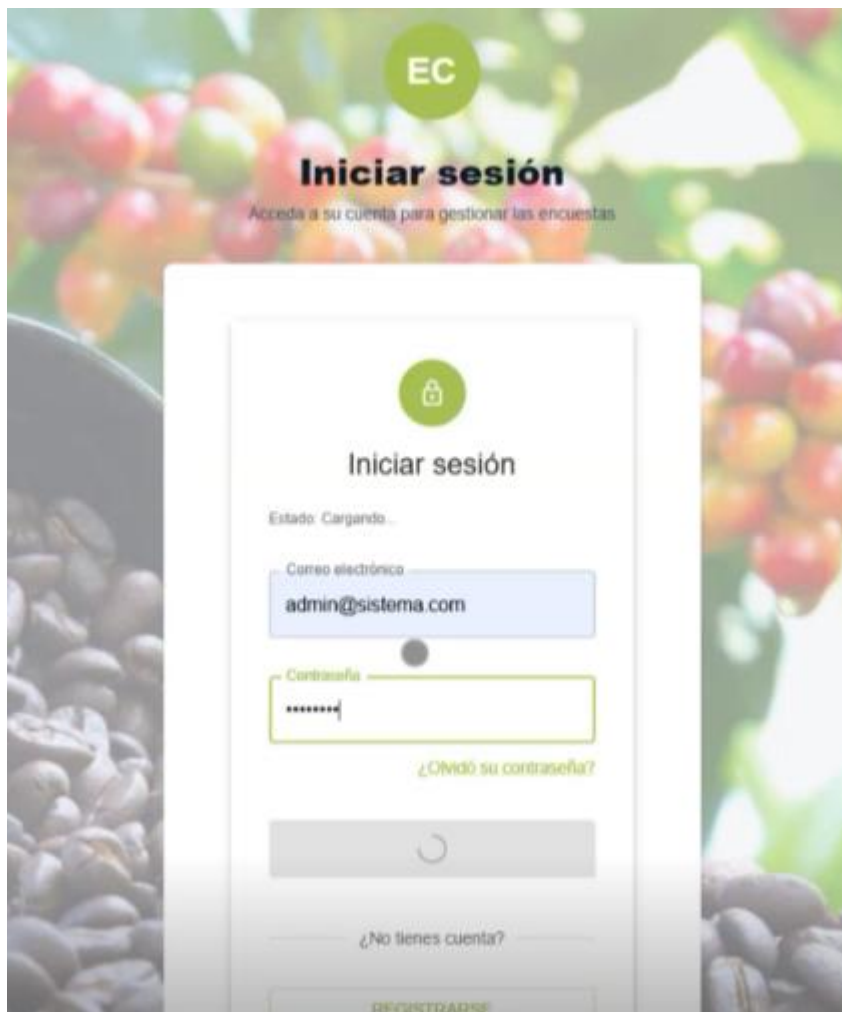 EC
Iniciar sesión
Acceda a su cuenta para gestionar las encuestas
Iniciar sesión
Estado: Cargando...
Correo electrónico
admin@sistema.com
Contraseña
••••••••
¿Olvidó su contraseña?
¿No tienes cuenta?
REGISTRARSE